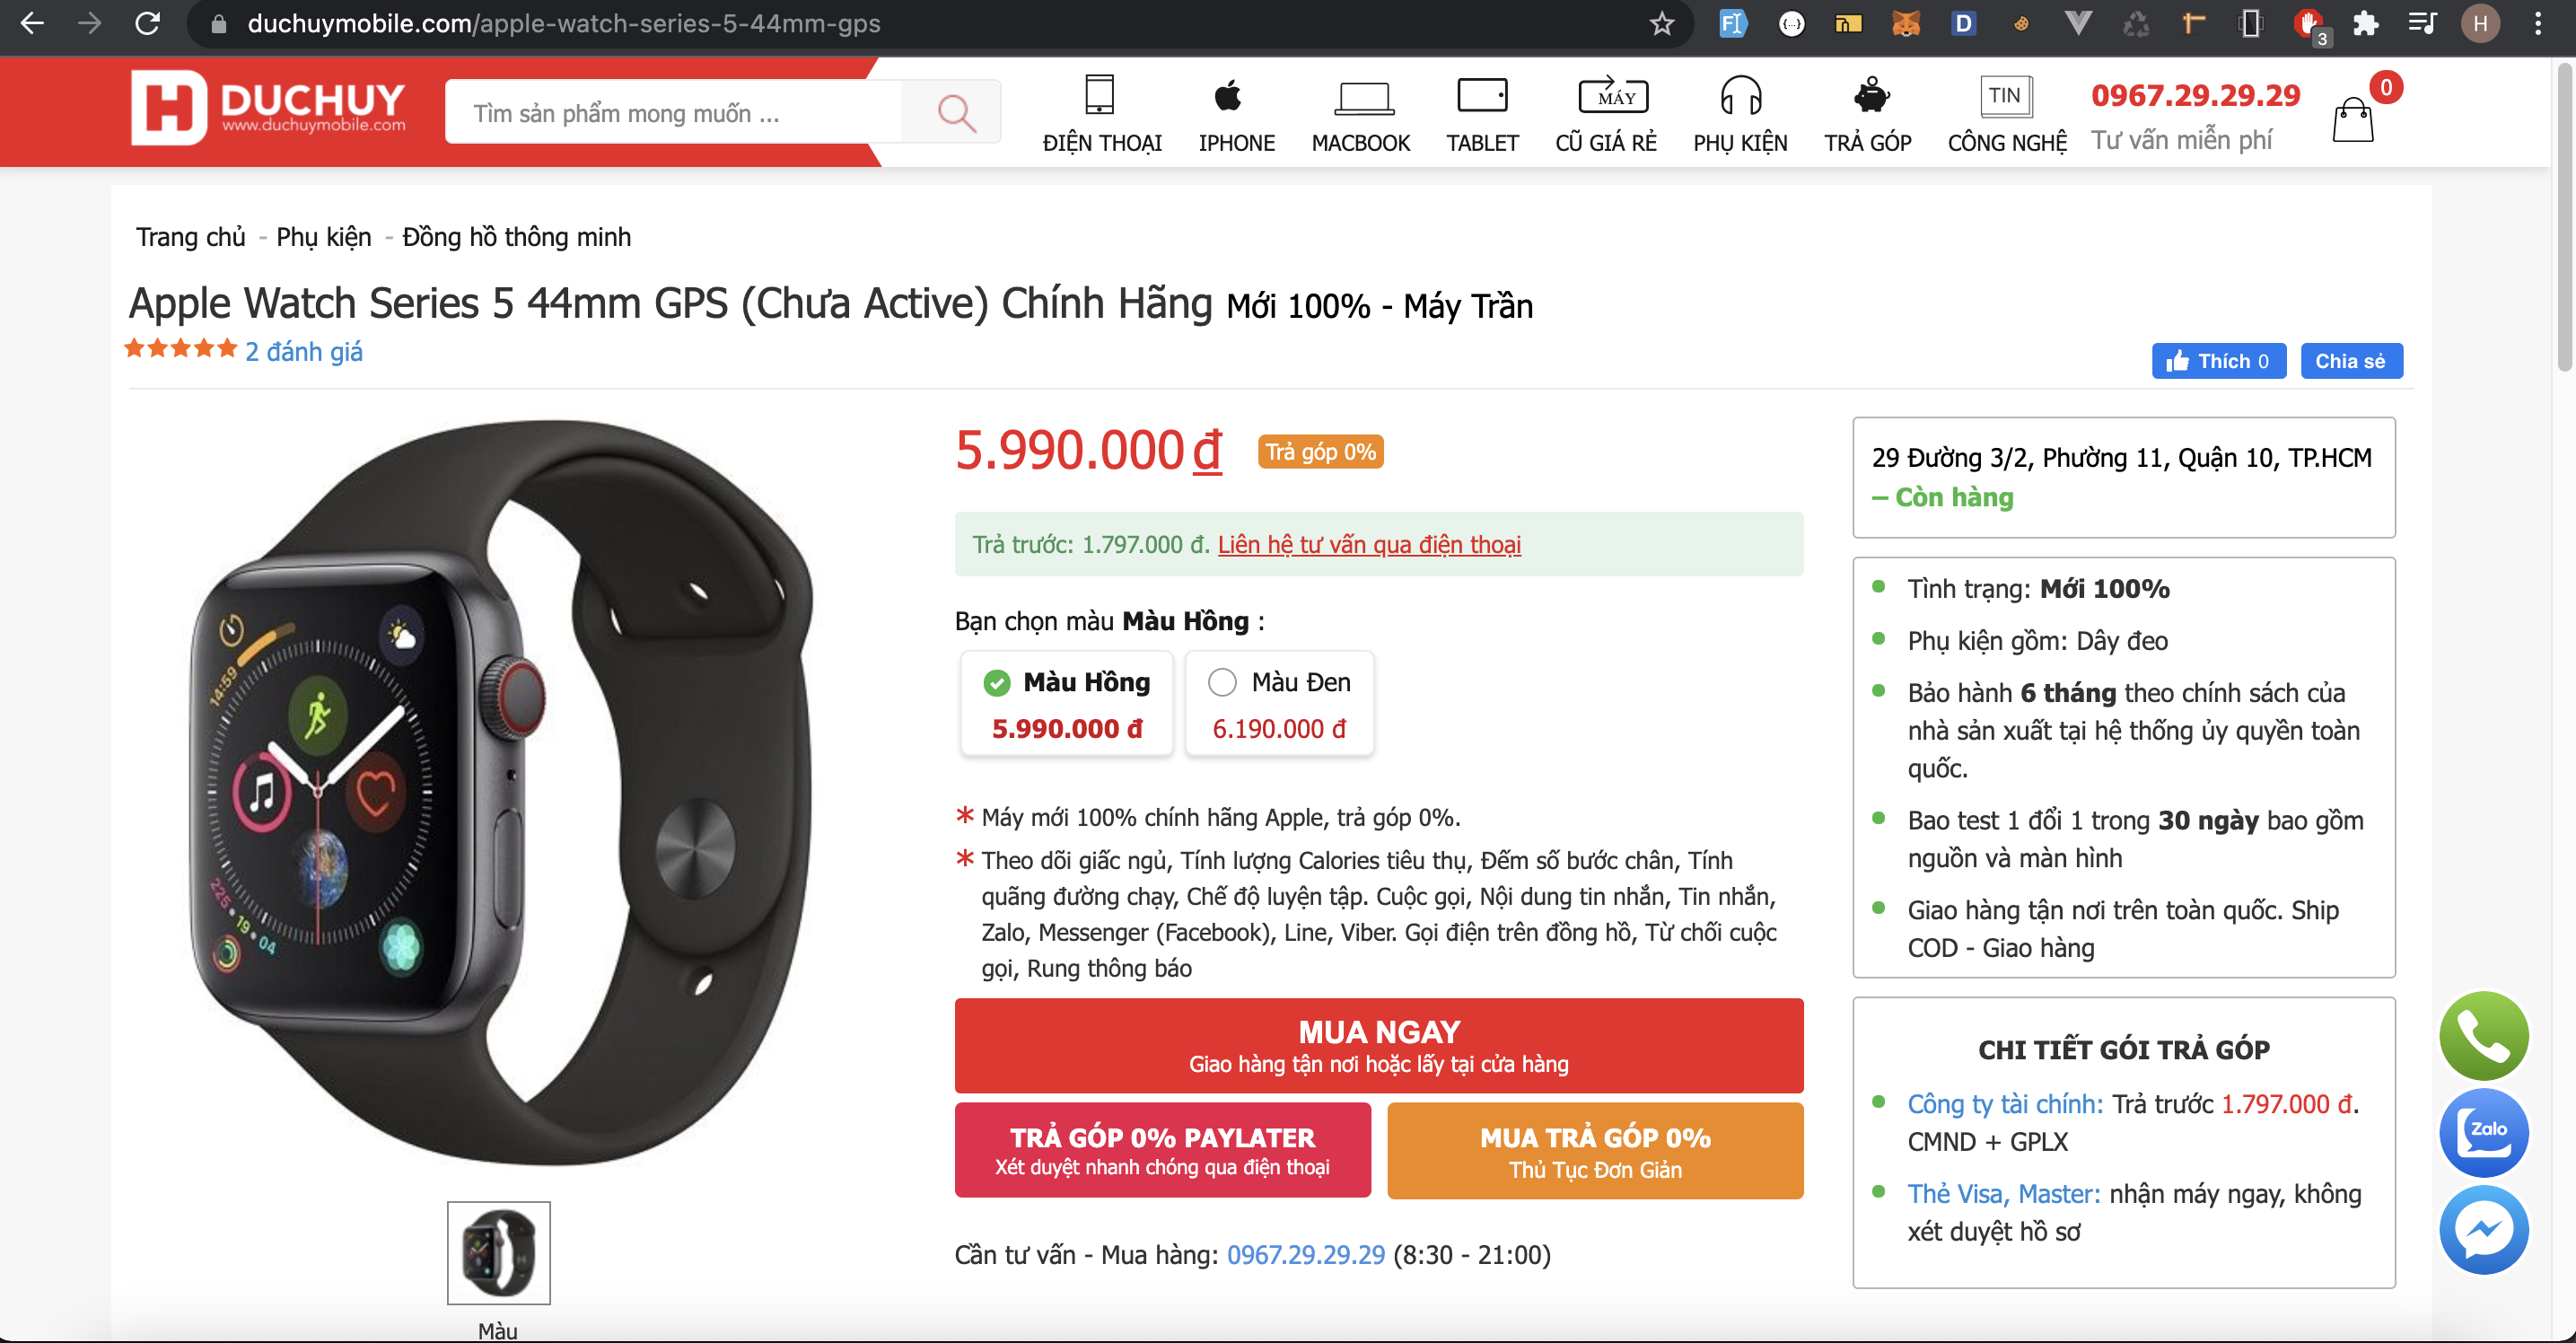 duchuymobile.com/apple-watch-series-5-44mm-gps
3
H
DUCHUY
www.duchuymobile.com
Tìm sản phẩm mong muốn ...
ĐIỆN THOẠI
IPHONE
MACBOOK
TABLET
MÁY
CŨ GIÁ RẺ
PHỤ KIỆN
TRẢ GÓP
TIN
CÔNG NGHỆ
0967.29.29.29
Tư vấn miễn phí
0
Trang chủ - Phụ kiện - Đồng hồ thông minh
Apple Watch Series 5 44mm GPS (Chưa Active) Chính Hãng Mới 100% - Máy Trần
2 đánh giá
Thích 0
Chia sẻ
14:59
225 • 19 • 04
Màu
5.990.000 đ
Trả góp 0%
Trả trước: 1.797.000 đ. Liên hệ tư vấn qua điện thoại
Bạn chọn màu Màu Hồng :
Màu Hồng
5.990.000 đ
Màu Đen
6.190.000 đ
* Máy mới 100% chính hãng Apple, trả góp 0%.
* Theo dõi giấc ngủ, Tính lượng Calories tiêu thụ, Đếm số bước chân, Tính
quãng đường chạy, Chế độ luyện tập. Cuộc gọi, Nội dung tin nhắn, Tin nhắn,
Zalo, Messenger (Facebook), Line, Viber. Gọi điện trên đồng hồ, Từ chối cuộc
gọi, Rung thông báo
MUA NGAY
Giao hàng tận nơi hoặc lấy tại cửa hàng
TRẢ GÓP 0% PAYLATER
Xét duyệt nhanh chóng qua điện thoại
MUA TRẢ GÓP 0%
Thủ Tục Đơn Giản
Cần tư vấn - Mua hàng: 0967.29.29.29 (8:30 - 21:00)
29 Đường 3/2, Phường 11, Quận 10, TP.HCM
– Còn hàng
Tình trạng: Mới 100%
Phụ kiện gồm: Dây đeo
Bảo hành 6 tháng theo chính sách của
nhà sản xuất tại hệ thống ủy quyền toàn
quốc.
Bao test 1 đổi 1 trong 30 ngày bao gồm
nguồn và màn hình
Giao hàng tận nơi trên toàn quốc. Ship
COD - Giao hàng
CHI TIẾT GÓI TRẢ GÓP
Công ty tài chính: Trả trước 1.797.000 đ.
CMND + GPLX
Thẻ Visa, Master: nhận máy ngay, không
xét duyệt hồ sơ
Zalo